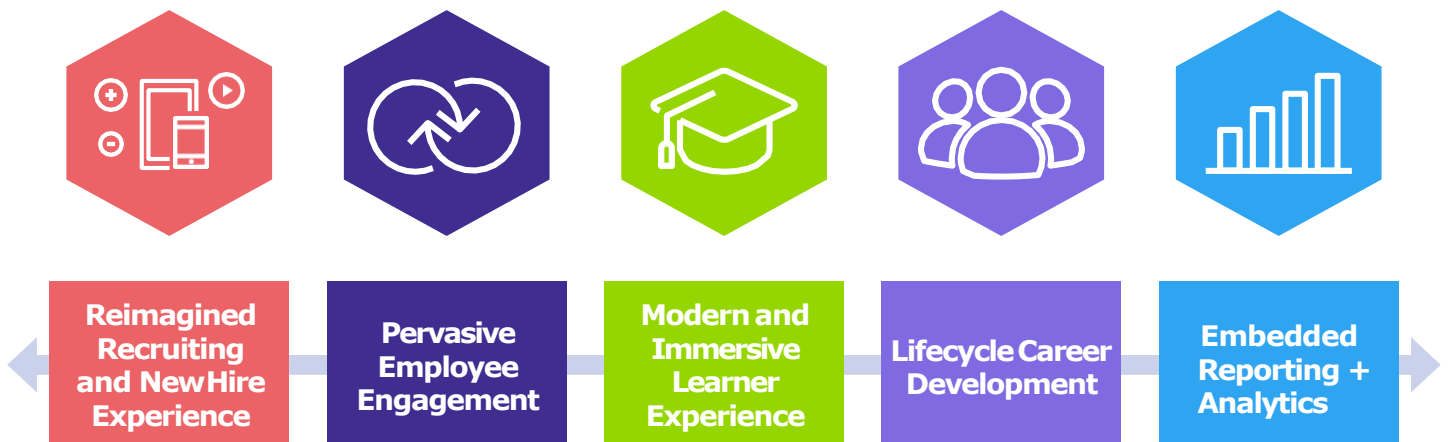 Reimagined
Recruiting
and New Hire
Experience
Pervasive
Employee
Engagement
Modern and
Immersive
Learner
Experience
Lifecycle Career
Development
Embedded
Reporting +
Analytics